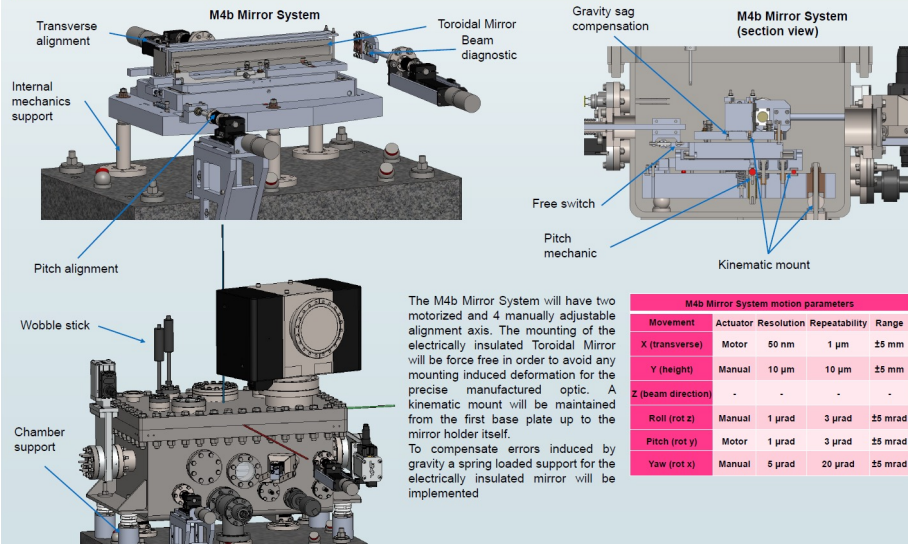 M4b Mirror System
Transverse
alignment
Toroidal Mirror
Beam
diagnostic
Internal
mechanics
support
Pitch alignment
Gravity sag
compensation
M4b Mirror System
(section view)
Free switch
Pitch
mechanic
Kinematic mount
Wobble stick
Chamber
support
The M4b Mirror System will have two
motorized and 4 manually adjustable
alignment axis. The mounting of the
electrically insulated Toroidal Mirror
will be force free in order to avoid any
mounting induced deformation for the
precise manufactured optic. A
kinematic mount will be maintained
from the first base plate up to the
mirror holder itself.
To compensate errors induced by
gravity a spring loaded support for the
electrically insulated mirror will be
implemented
M4b Mirror System motion parameters
Movement Actuator Resolution Repeatability Range
X (transverse) Motor 50 nm 1 µm ±5 mm
Y (height) Manual 10 µm 10 µm ±5 mm
Z (beam direction) - - - -
Roll (rot z) Manual 1 µrad 3 µrad ±5 mrad
Pitch (rot y) Motor 1 µrad 3 µrad ±5 mrad
Yaw (rot x) Manual 5 µrad 20 µrad ±5 mrad